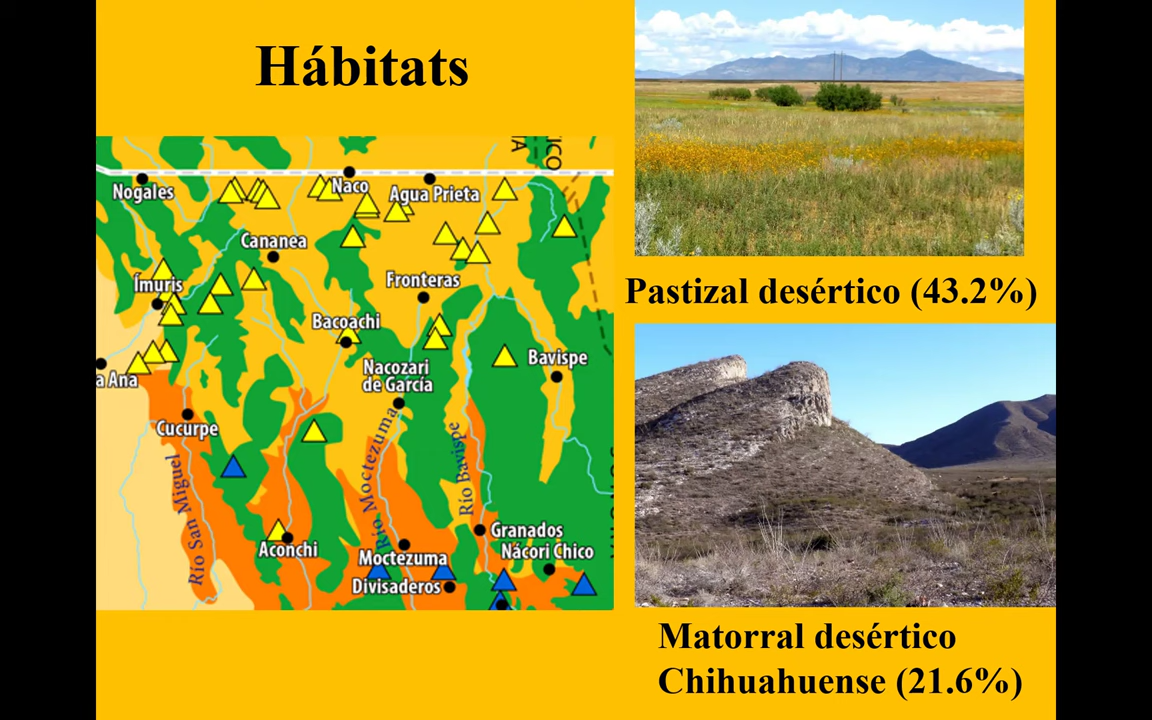 Hábitats
ICO
A
Nogales
Naco
Agua Prieta
Cananea
Ímuris
Fronteras
Bacoachi
Bavispe
a Ana
Nacozari
de García
Cucurpe
Río San Miguel
Río Moctezuma
Río Bavispe
Granados
Nácori Chico
Aconchi
Moctezuma
Divisaderos
Pastizal desértico (43.2%)
Matorral desértico
Chihuahuense (21.6%)